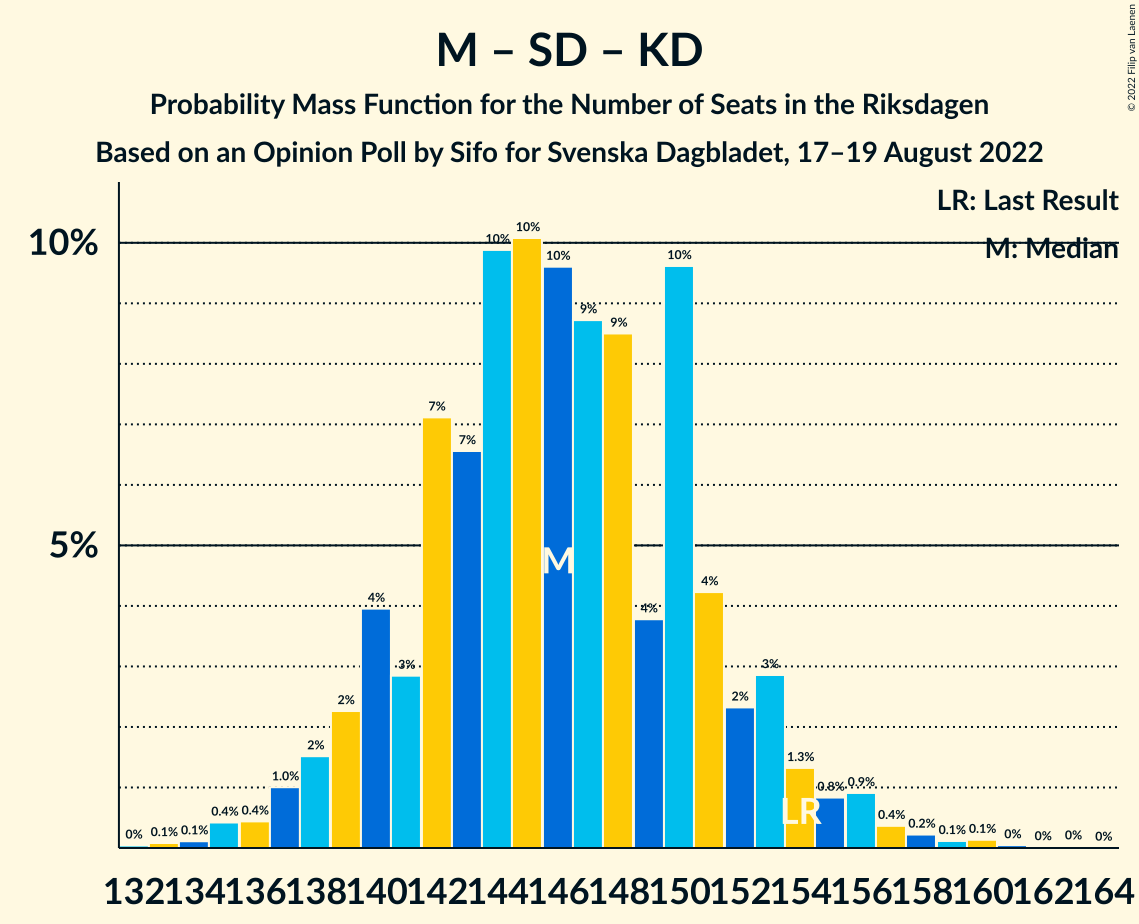 M – SD – KD
Probability Mass Function for the Number of Seats in the Riksdagen
Based on an Opinion Poll by Sifo for Svenska Dagbladet, 17–19 August 2022
© 2022 Filip van Laenen
LR: Last Result
M: Median
10%
5%
0% 0.1% 0.1% 0.4% 0.4% 1.0% 2% 2% 4% 3% 7% 7% 10% 10% 10% 9% 9% 4% 10% 4% 2% 3% 1.3% 0.8% 0.9% 0.4% 0.2% 0.1% 0.1% 0% 0% 0% 0%
M
LR
132 134 136 138 140 142 144 146 148 150 152 154 156 158 160 162 164